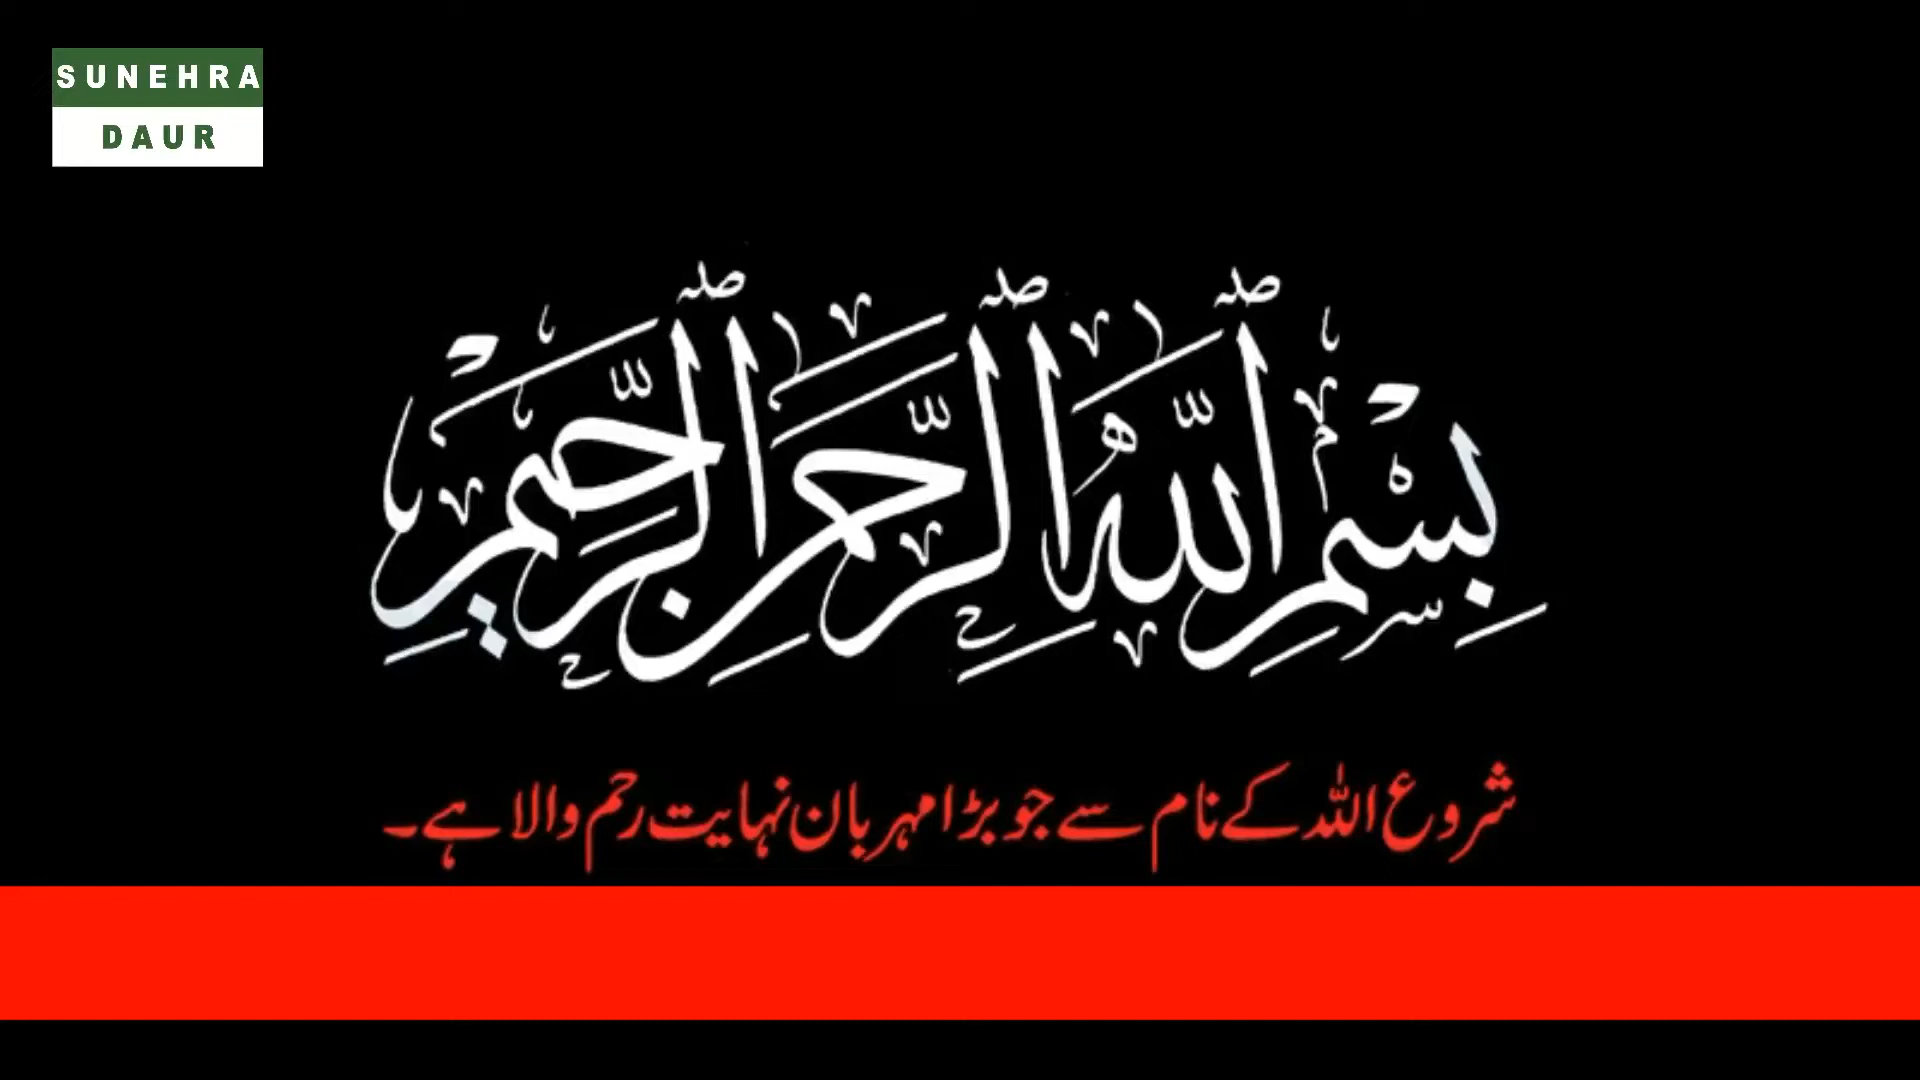 SUNEHRA
DAUR
بِسْمِ اللّٰهِ الرَّحْمٰنِ الرَّحِيْمِ
شروع اللہ کے نام سے جو بڑا مہربان نہایت رحم والا ہے۔